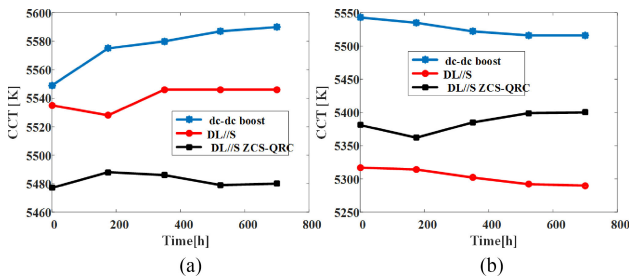 5600
5580
5560
5540
5520
5500
5480
5460
CCT [K]
dc-dc boost
DL//S
DL//S ZCS-QRC
0 200 400 600 800
Time[h]
(a)
5550
5500
5450
5400
5350
5300
5250
CCT [K]
dc-dc boost
DL//S
DL//S ZCS-QRC
0 200 400 600 800
Time[h]
(b)